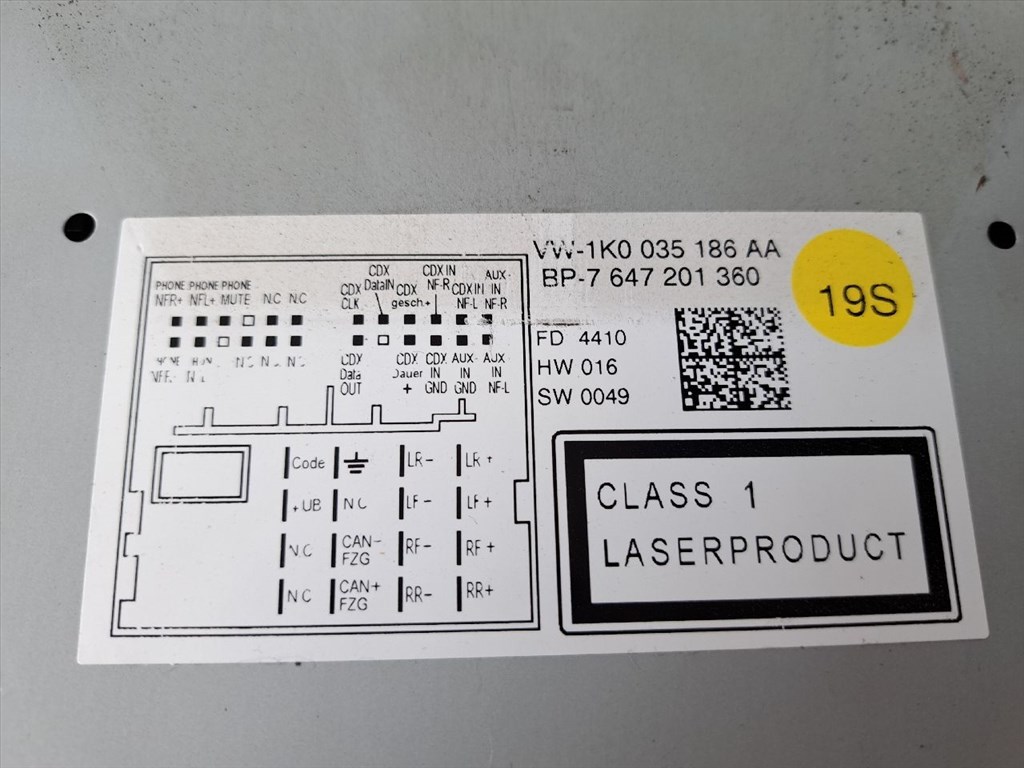 VW-1K0 035 186 AA
BP-7 647 201 360
19S
FD 4410
HW 016
SW 0049
CLASS 1
LASERPRODUCT
PHONE PHONE PHONE
NFR+ NFL+ MUTE N.C N.C
CDX CLK
CDX DataIN
gesch.+
CDX IN NF-R
CDX IN NF-L
AUX IN NF-R
CDX Data OUT
CDX Dauer +
CDX IN GND
AUX IN GND
AUX IN NF-L
Code LR- LR+
+UB NC LF- LF+
NC CAN- FZG RF- RF+
NC CAN+ FZG RR- RR+